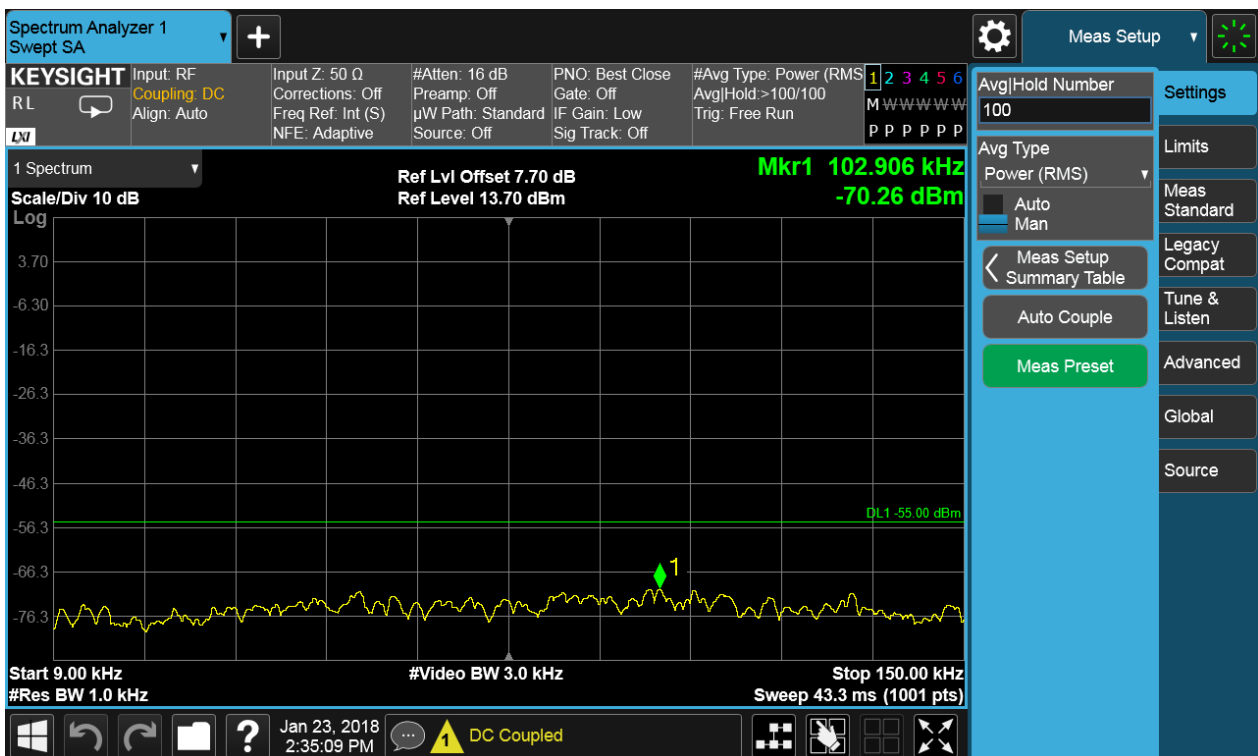 Spectrum Analyzer 1
Swept SA
+
Meas Setup
KEYSIGHT
R L
LXI
Input: RF
Coupling: DC
Align: Auto
Input Z: 50 Ω
Corrections: Off
Freq Ref: Int (S)
NFE: Adaptive
#Atten: 16 dB
Preamp: Off
µW Path: Standard
Source: Off
PNO: Best Close
Gate: Off
IF Gain: Low
Sig Track: Off
#Avg Type: Power (RMS
Avg|Hold:>100/100
Trig: Free Run
1 2 3 4 5 6
M W W W W W
P P P P P P
1 Spectrum
Scale/Div 10 dB
Log
Ref Lvl Offset 7.70 dB
Ref Level 13.70 dBm
Mkr1 102.906 kHz
-70.26 dBm
3.70
-6.30
-16.3
-26.3
-36.3
-46.3
-56.3
-66.3
-76.3
DL1 -55.00 dBm
1
Start 9.00 kHz
#Res BW 1.0 kHz
#Video BW 3.0 kHz
Stop 150.00 kHz
Sweep 43.3 ms (1001 pts)
Avg|Hold Number
100
Avg Type
Power (RMS)
Auto
Man
Meas Setup
Summary Table
Auto Couple
Meas Preset
Settings
Limits
Meas
Standard
Legacy
Compat
Tune &
Listen
Advanced
Global
Source
?
Jan 23, 2018
2:35:09 PM
1
DC Coupled